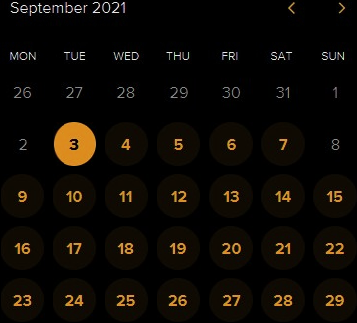 September 2021
MON TUE WED THU FRI SAT SUN
26 27 28 29 30 31 1
2 3 4 5 6 7 8
9 10 11 12 13 14 15
16 17 18 19 20 21 22
23 24 25 26 27 28 29